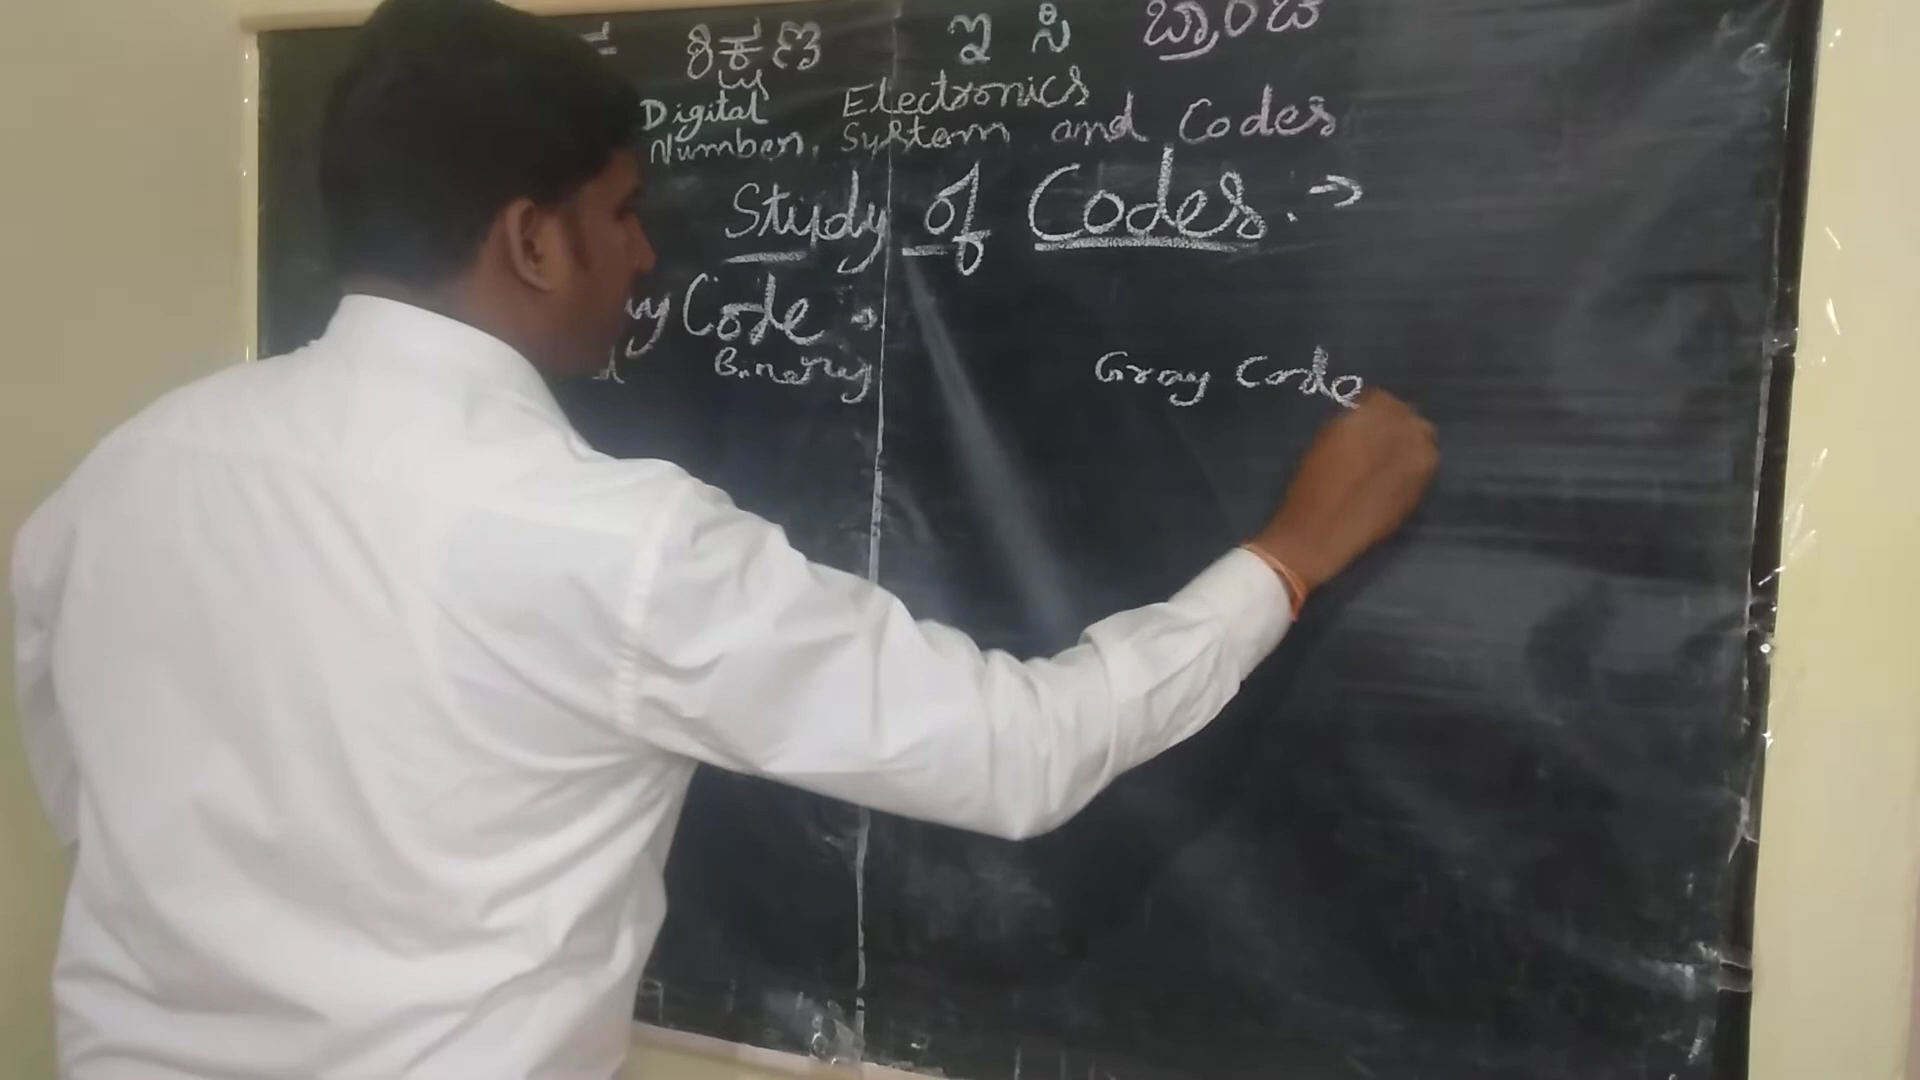 ಶಿಕ್ಷಣ ಇ ಸಿ ಬ್ರಾಂಚ
Digital Electronics
Number System and Codes
Study of Codes :→
Code →
Binary Gray Code